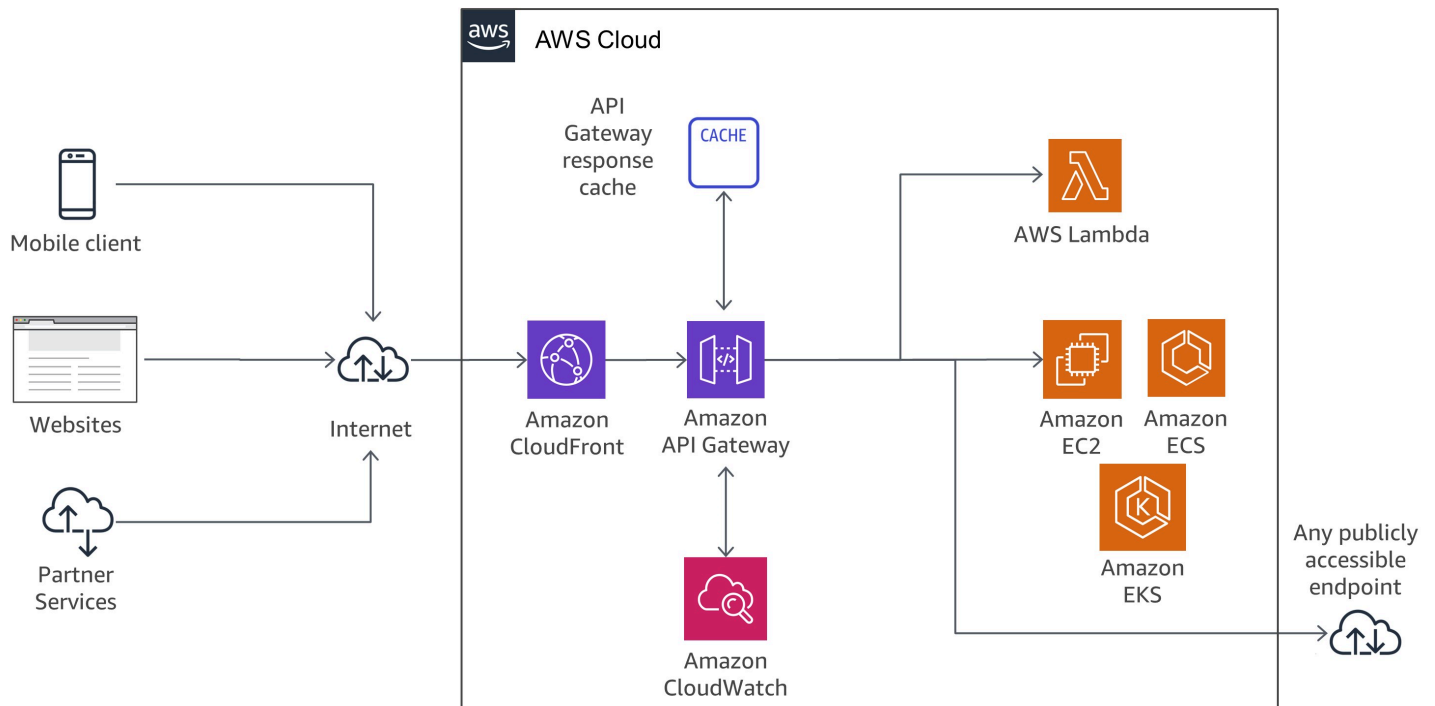 aws
AWS Cloud
API
Gateway
response
cache
CACHE
Mobile client
AWS Lambda
Websites
Internet
Amazon
CloudFront
Amazon
API Gateway
</>
Amazon
EC2
Amazon
ECS
K
Amazon
EKS
Partner
Services
Amazon
CloudWatch
Any publicly
accessible
endpoint